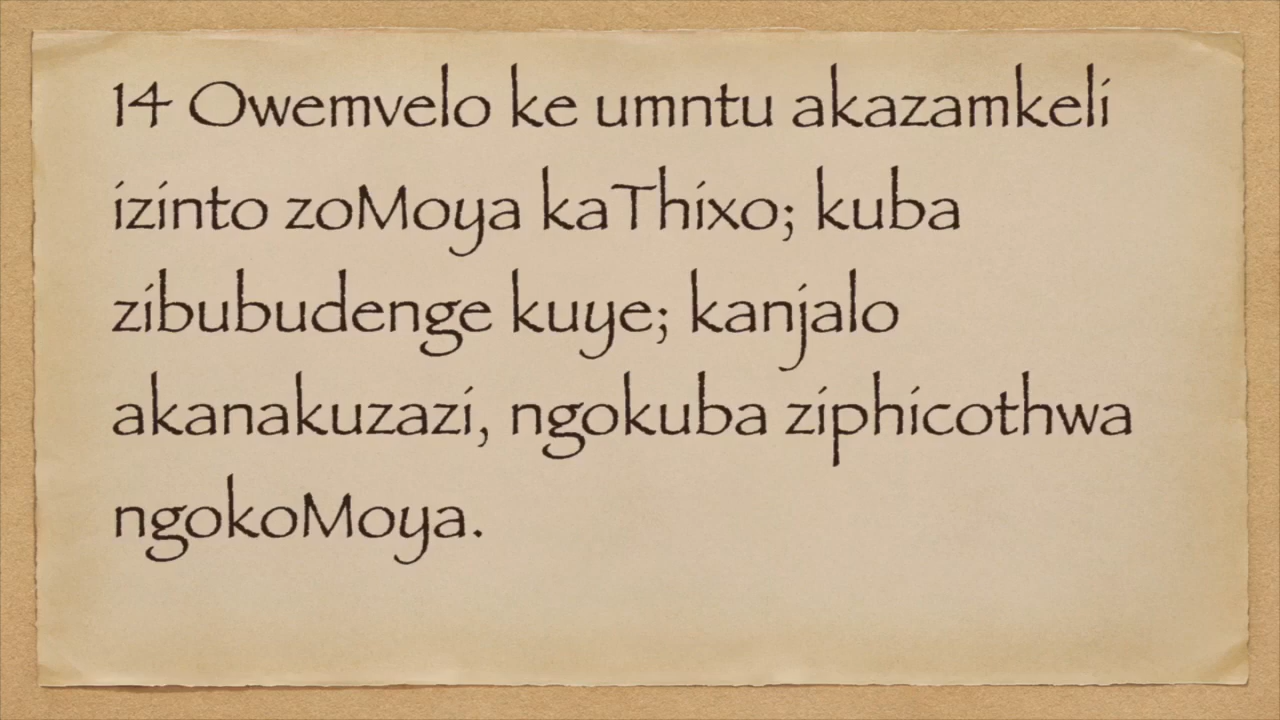 14 Owemvelo ke umntu akazamkeli
izinto zoMoya kaThixo; kuba
zibubudenge kuye; kanjalo
akanakuzazi, ngokuba ziphicothwa
ngokoMoya.